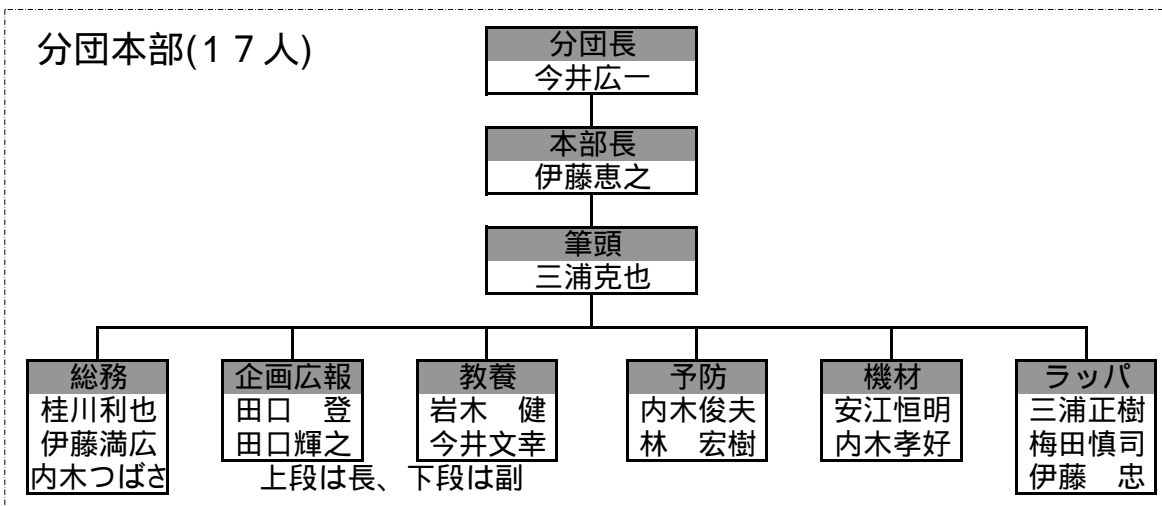 分団本部(１７人)
分団長
今井広一
本部長
伊藤恵之
筆頭
三浦克也
総務
桂川利也
伊藤満広
内木つばさ
企画広報
田口　登
田口輝之
教養
岩木　健
今井文幸
予防
内木俊夫
林　宏樹
機材
安江恒明
内木孝好
ラッパ
三浦正樹
梅田慎司
伊藤　忠
上段は長、下段は副